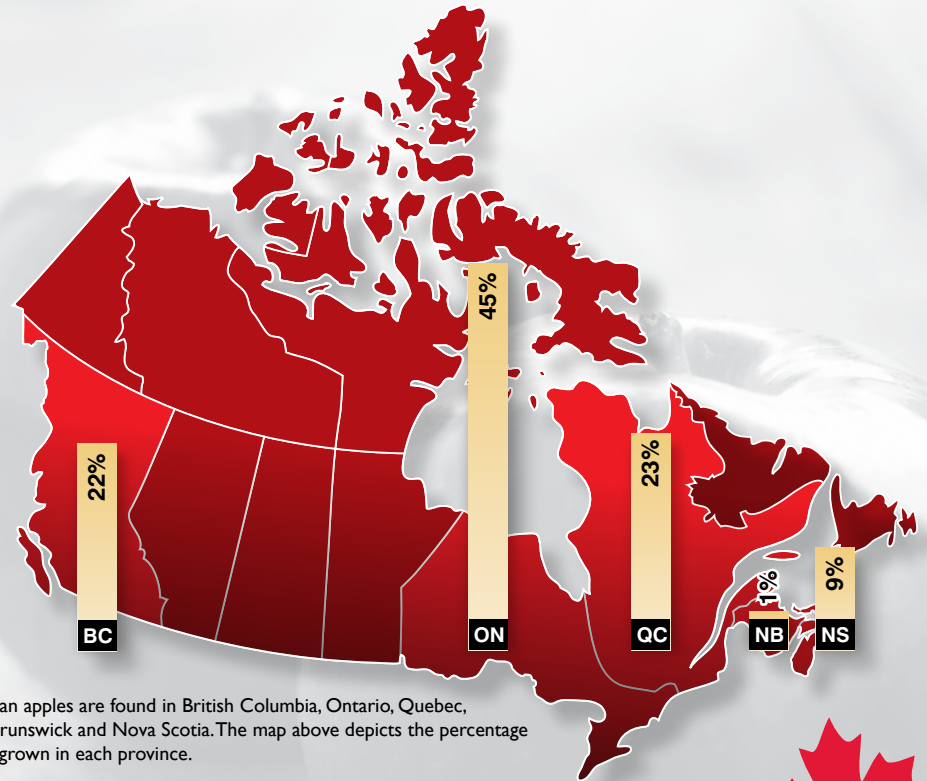 45%
22%
23%
1%
9%
BC
ON
QC
NB
NS
an apples are found in British Columbia, Ontario, Quebec,
runswick and Nova Scotia. The map above depicts the percentage
grown in each province.